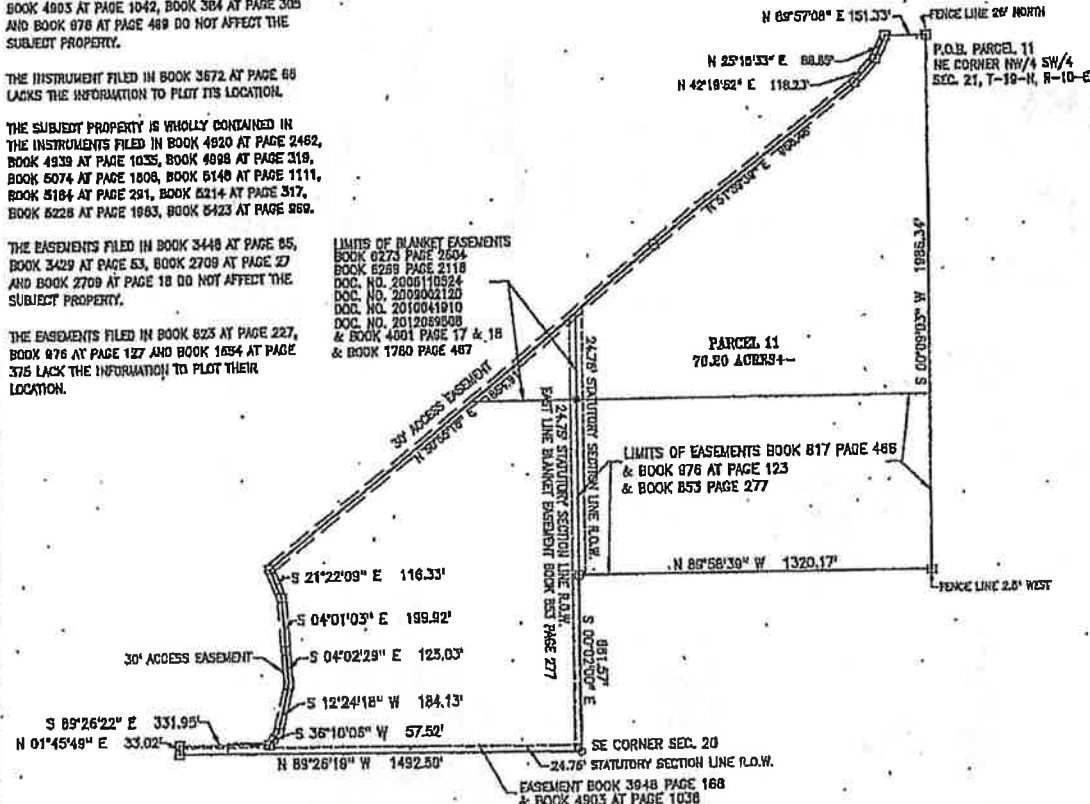 BOOK 4903 AT PAGE 1042, BOOK 384 AT PAGE 305
AND BOOK 976 AT PAGE 489 DO NOT AFFECT THE
SUBJECT PROPERTY.
THE INSTRUMENT FILED IN BOOK 3672 AT PAGE 66
LACKS THE INFORMATION TO PLOT ITS LOCATION.
THE SUBJECT PROPERTY IS WHOLLY CONTAINED IN
THE INSTRUMENTS FILED IN BOOK 4920 AT PAGE 2462,
BOOK 4939 AT PAGE 1035, BOOK 4898 AT PAGE 319,
BOOK 5074 AT PAGE 1808, BOOK 5148 AT PAGE 1111,
BOOK 5184 AT PAGE 291, BOOK 5214 AT PAGE 317,
BOOK 5228 AT PAGE 1963, BOOK 5423 AT PAGE
THE EASEMENTS FILED IN BOOK 3448 AT PAGE 85,
BOOK 3429 AT PAGE 53, BOOK 2709 AT PAGE 27
AND BOOK 2709 AT PAGE 18 DO NOT AFFECT THE
SUBJECT PROPERTY.
THE EASEMENTS FILED IN BOOK 823 AT PAGE 227,
BOOK 976 AT PAGE 127 AND BOOK 1654 AT PAGE
375 LACK THE INFORMATION TO PLOT THEIR
LOCATION.
LIMITS OF BLANKET EASEMENTS
BOOK 6273 PAGE 2604
BOOK 6269 PAGE 2118
DOC. NO. 2006110524
DOC. NO. 2009002120
DOC. NO. 2010041910
DOC. NO.
& BOOK 4001 PAGE 17 & 18
& BOOK 1760 PAGE 467
N 89°57'08" E 151.33'
FENCE LINE 26' NORTH
P.O.B. PARCEL 11
NE CORNER NW/4 SW/4
SEC. 21, T-19-N, R-10-E
N 25°18'33" E
N 42°19'52" E 118.23'
S 00°09'03" W 1986.34'
PARCEL 11
70.20 ACRES+-
24.75' STATUTORY SECTION LINE R.O.W.
24.75' STATUTORY SECTION LINE R.O.W.
EAST LINE BLANKET EASEMENT BOOK 853 PAGE 277
30' ACCESS EASEMENT
LIMITS OF EASEMENTS BOOK 817 PAGE 466
& BOOK 976 AT PAGE 123
& BOOK 853 PAGE 277
N 89°58'39" W 1320.17'
FENCE LINE 2.5' WEST
S 21°22'09" E 116.33'
S 04°01'03" E 199.92'
30' ACCESS EASEMENT
S 04°02'29" E 125.03'
S 12°24'18" W 184.13'
S 36°10'06" W 57.52'
S 00°02'00" E
661.57'
S 89°26'22" E 331.95'
N 01°45'49" E 33.02'
N 89°26'19" W 1492.50'
SE CORNER SEC. 20
24.75' STATUTORY SECTION LINE R.O.W.
EASEMENT BOOK 3948 PAGE 168
& BOOK 4903 AT PAGE 1038